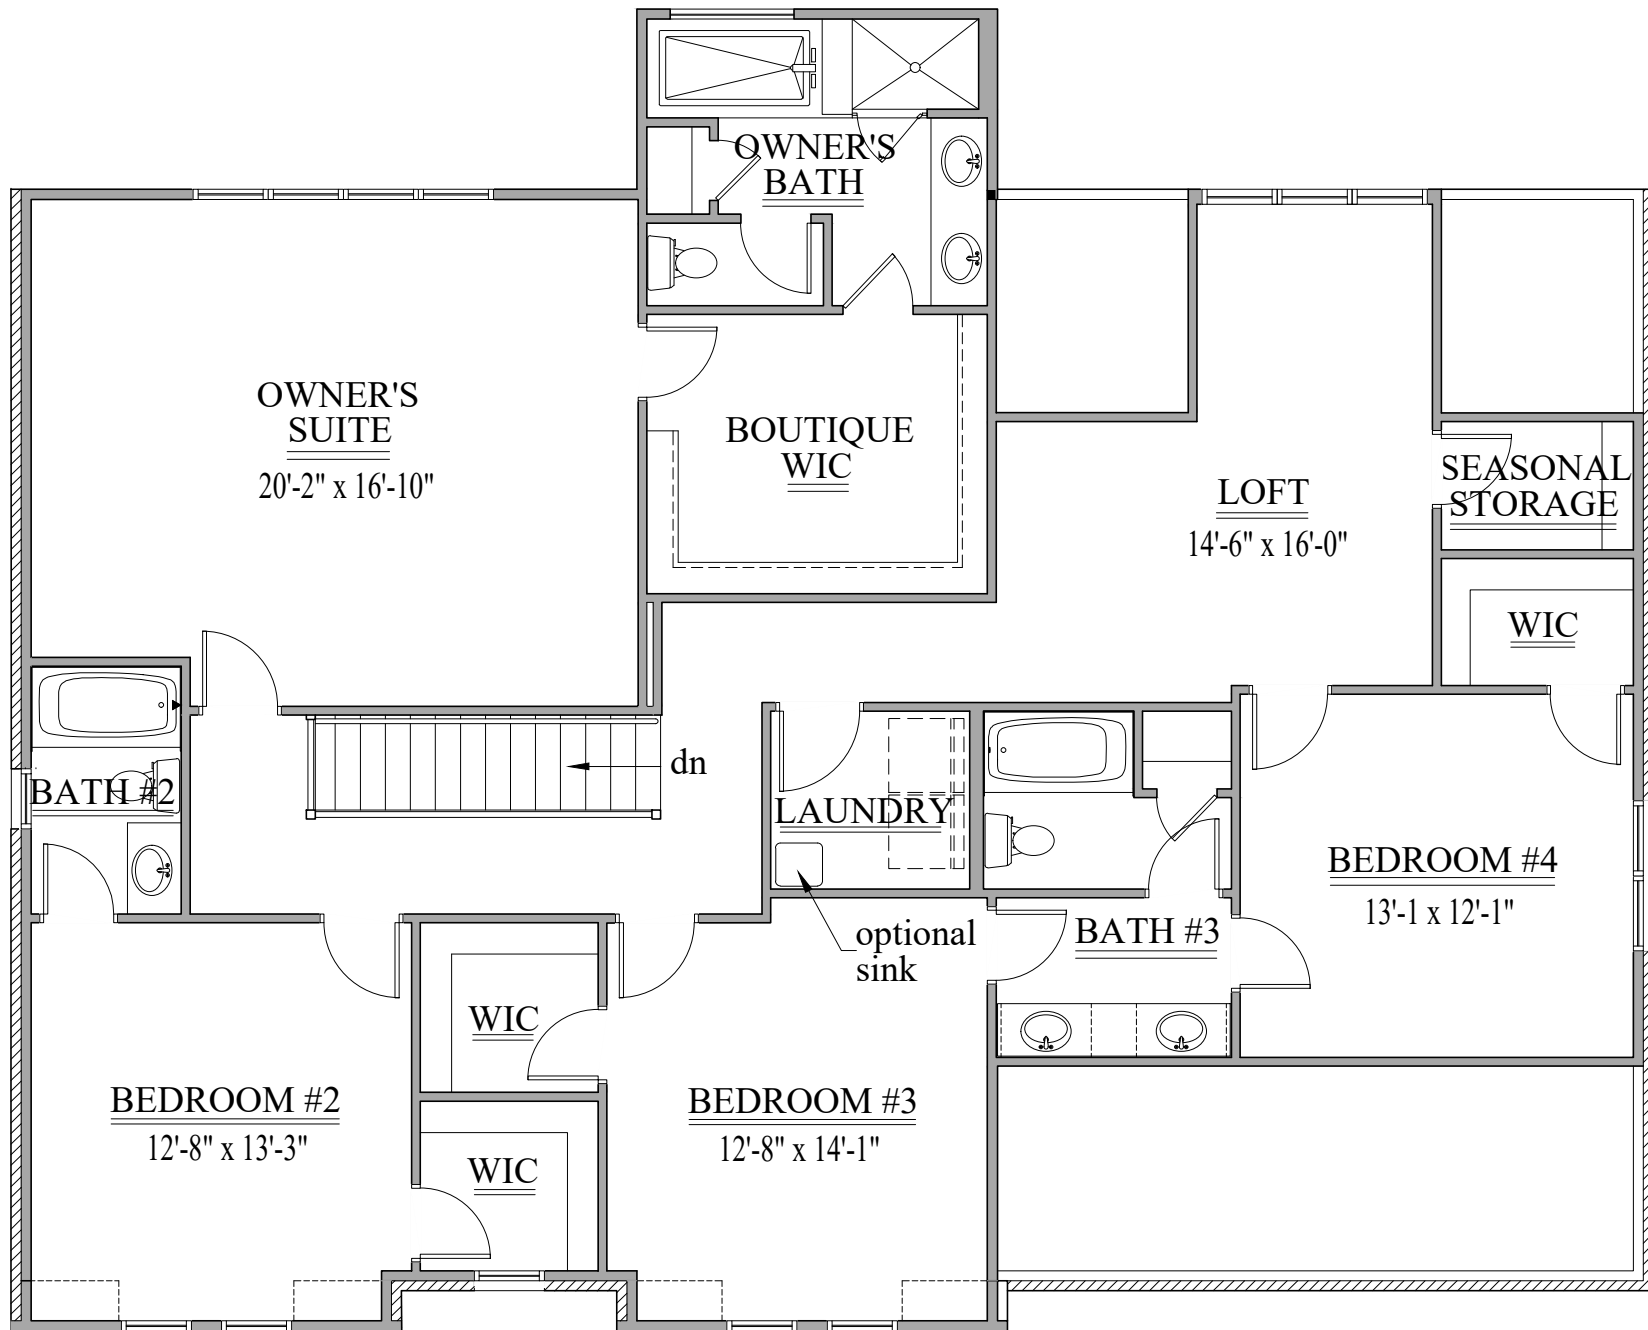 OWNER'S
BATH
OWNER'S
SUITE
20'-2" x 16'-10"
BOUTIQUE
WIC
LOFT
14'-6" x 16'-0"
SEASONAL
STORAGE
WIC
dn
BATH #2
LAUNDRY
optional
sink
BATH #3
BEDROOM #4
13'-1 x 12'-1"
WIC
BEDROOM #2
12'-8" x 13'-3"
WIC
BEDROOM #3
12'-8" x 14'-1"